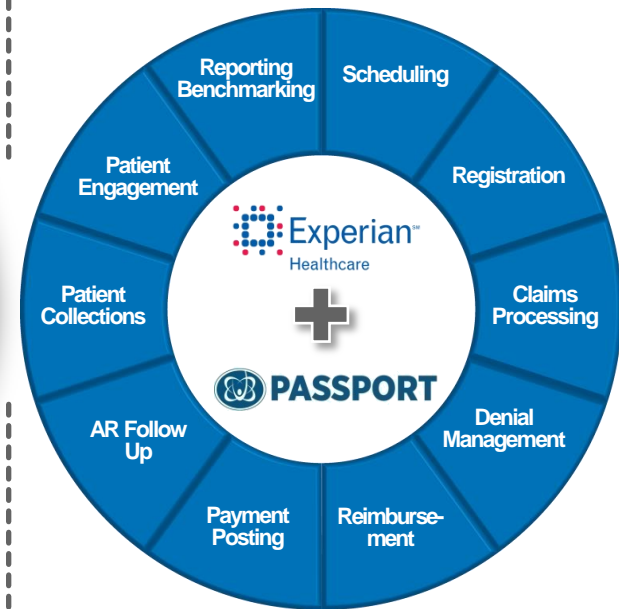 Reporting
Benchmarking
Scheduling
Patient
Engagement
Registration
Experian℠
Healthcare
Patient
Collections
Claims
Processing
PASSPORT
AR Follow
Up
Denial
Management
Payment
Posting
Reimburse-
ment